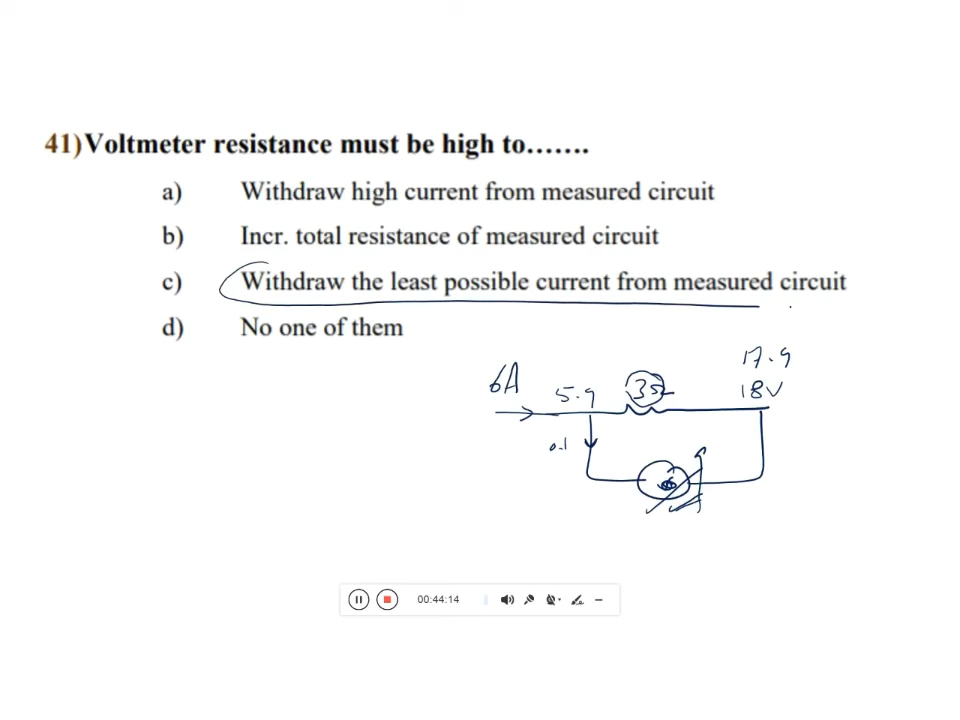 41)Voltmeter resistance must be high to.......
a) Withdraw high current from measured circuit
b) Incr. total resistance of measured circuit
c) Withdraw the least possible current from measured circuit
d) No one of them
17.9
6A 5.9 3Ω 18V
0.1
00:44:14